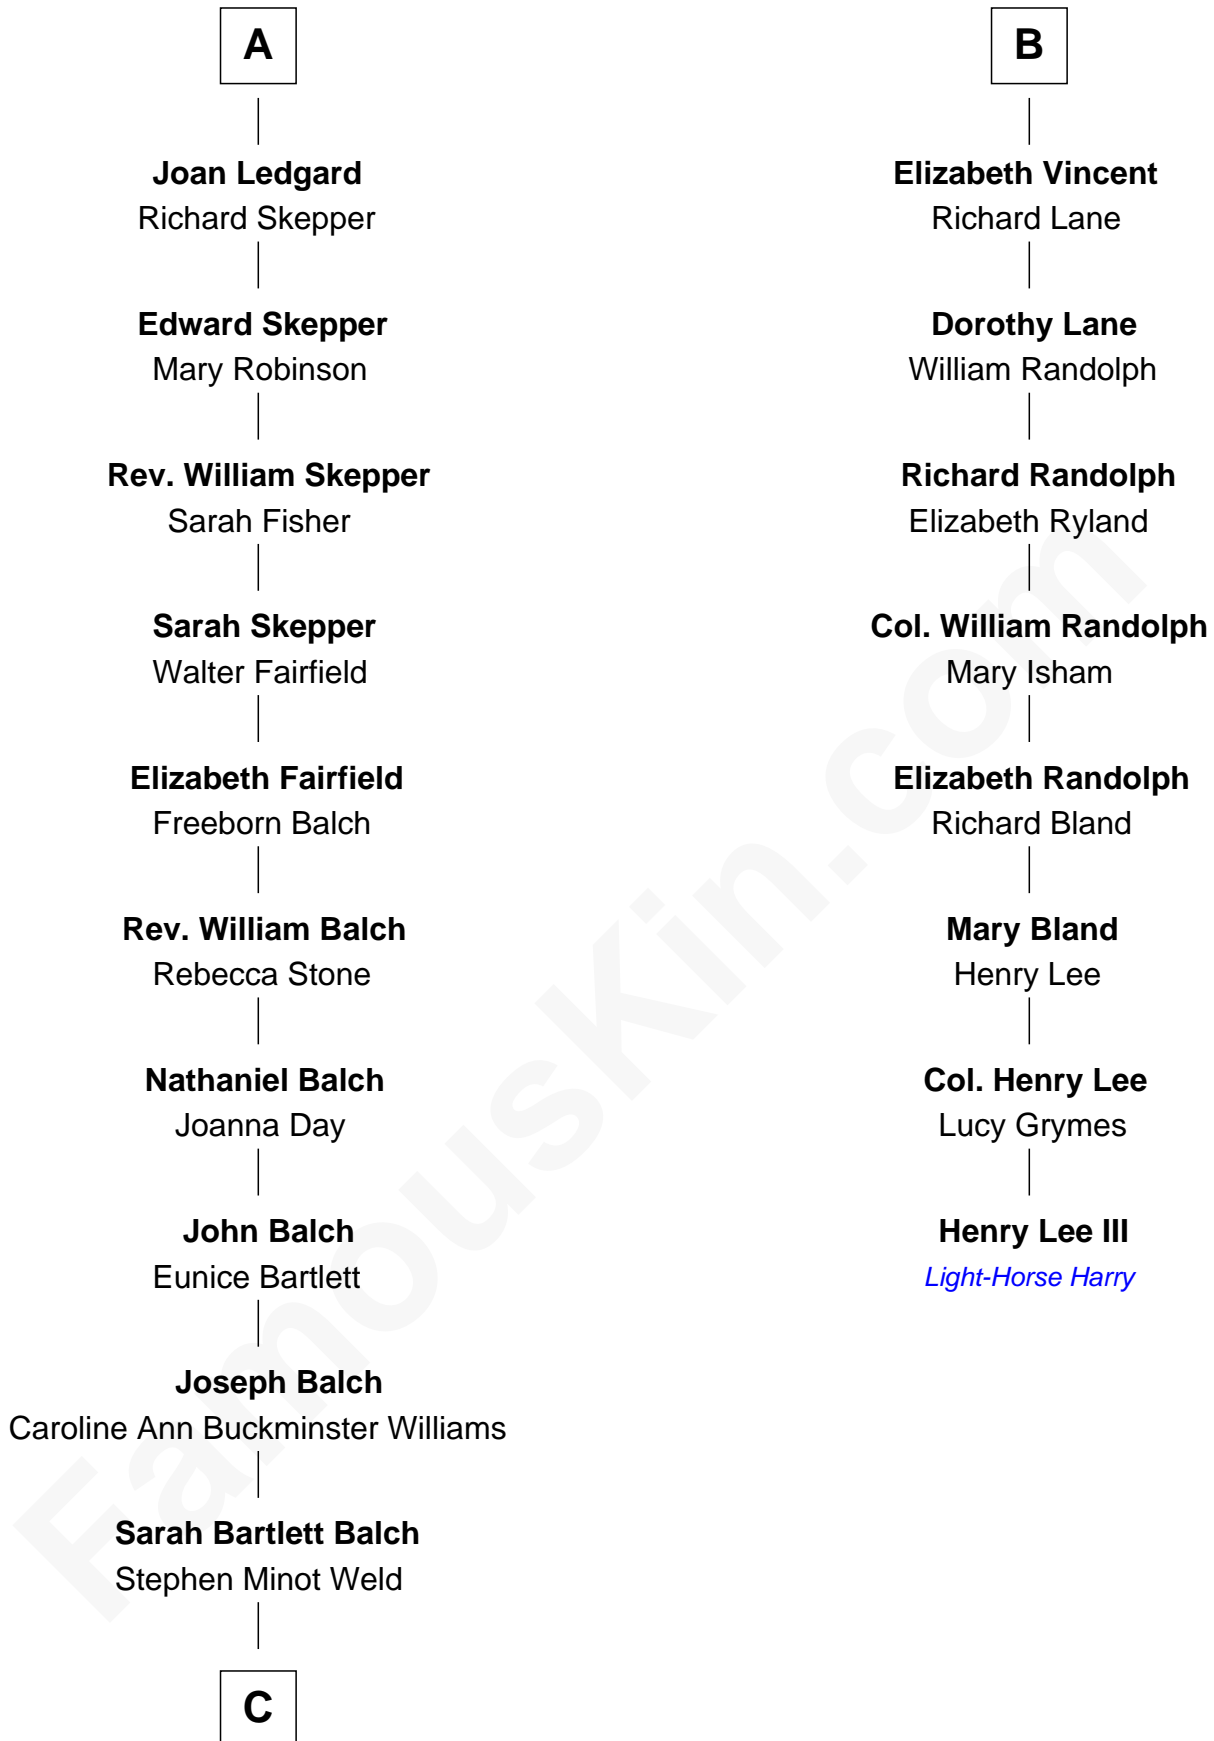 A
Joan Ledgard
Richard Skepper
Edward Skepper
Mary Robinson
Rev. William Skepper
Sarah Fisher
Sarah Skepper
Walter Fairfield
Elizabeth Fairfield
Freeborn Balch
Rev. William Balch
Rebecca Stone
Nathaniel Balch
Joanna Day
John Balch
Eunice Bartlett
Joseph Balch
Caroline Ann Buckminster Williams
Sarah Bartlett Balch
Stephen Minot Weld
C
B
Elizabeth Vincent
Richard Lane
Dorothy Lane
William Randolph
Richard Randolph
Elizabeth Ryland
Col. William Randolph
Mary Isham
Elizabeth Randolph
Richard Bland
Mary Bland
Henry Lee
Col. Henry Lee
Lucy Grymes
Henry Lee III
Light-Horse Harry
FamousKin.com